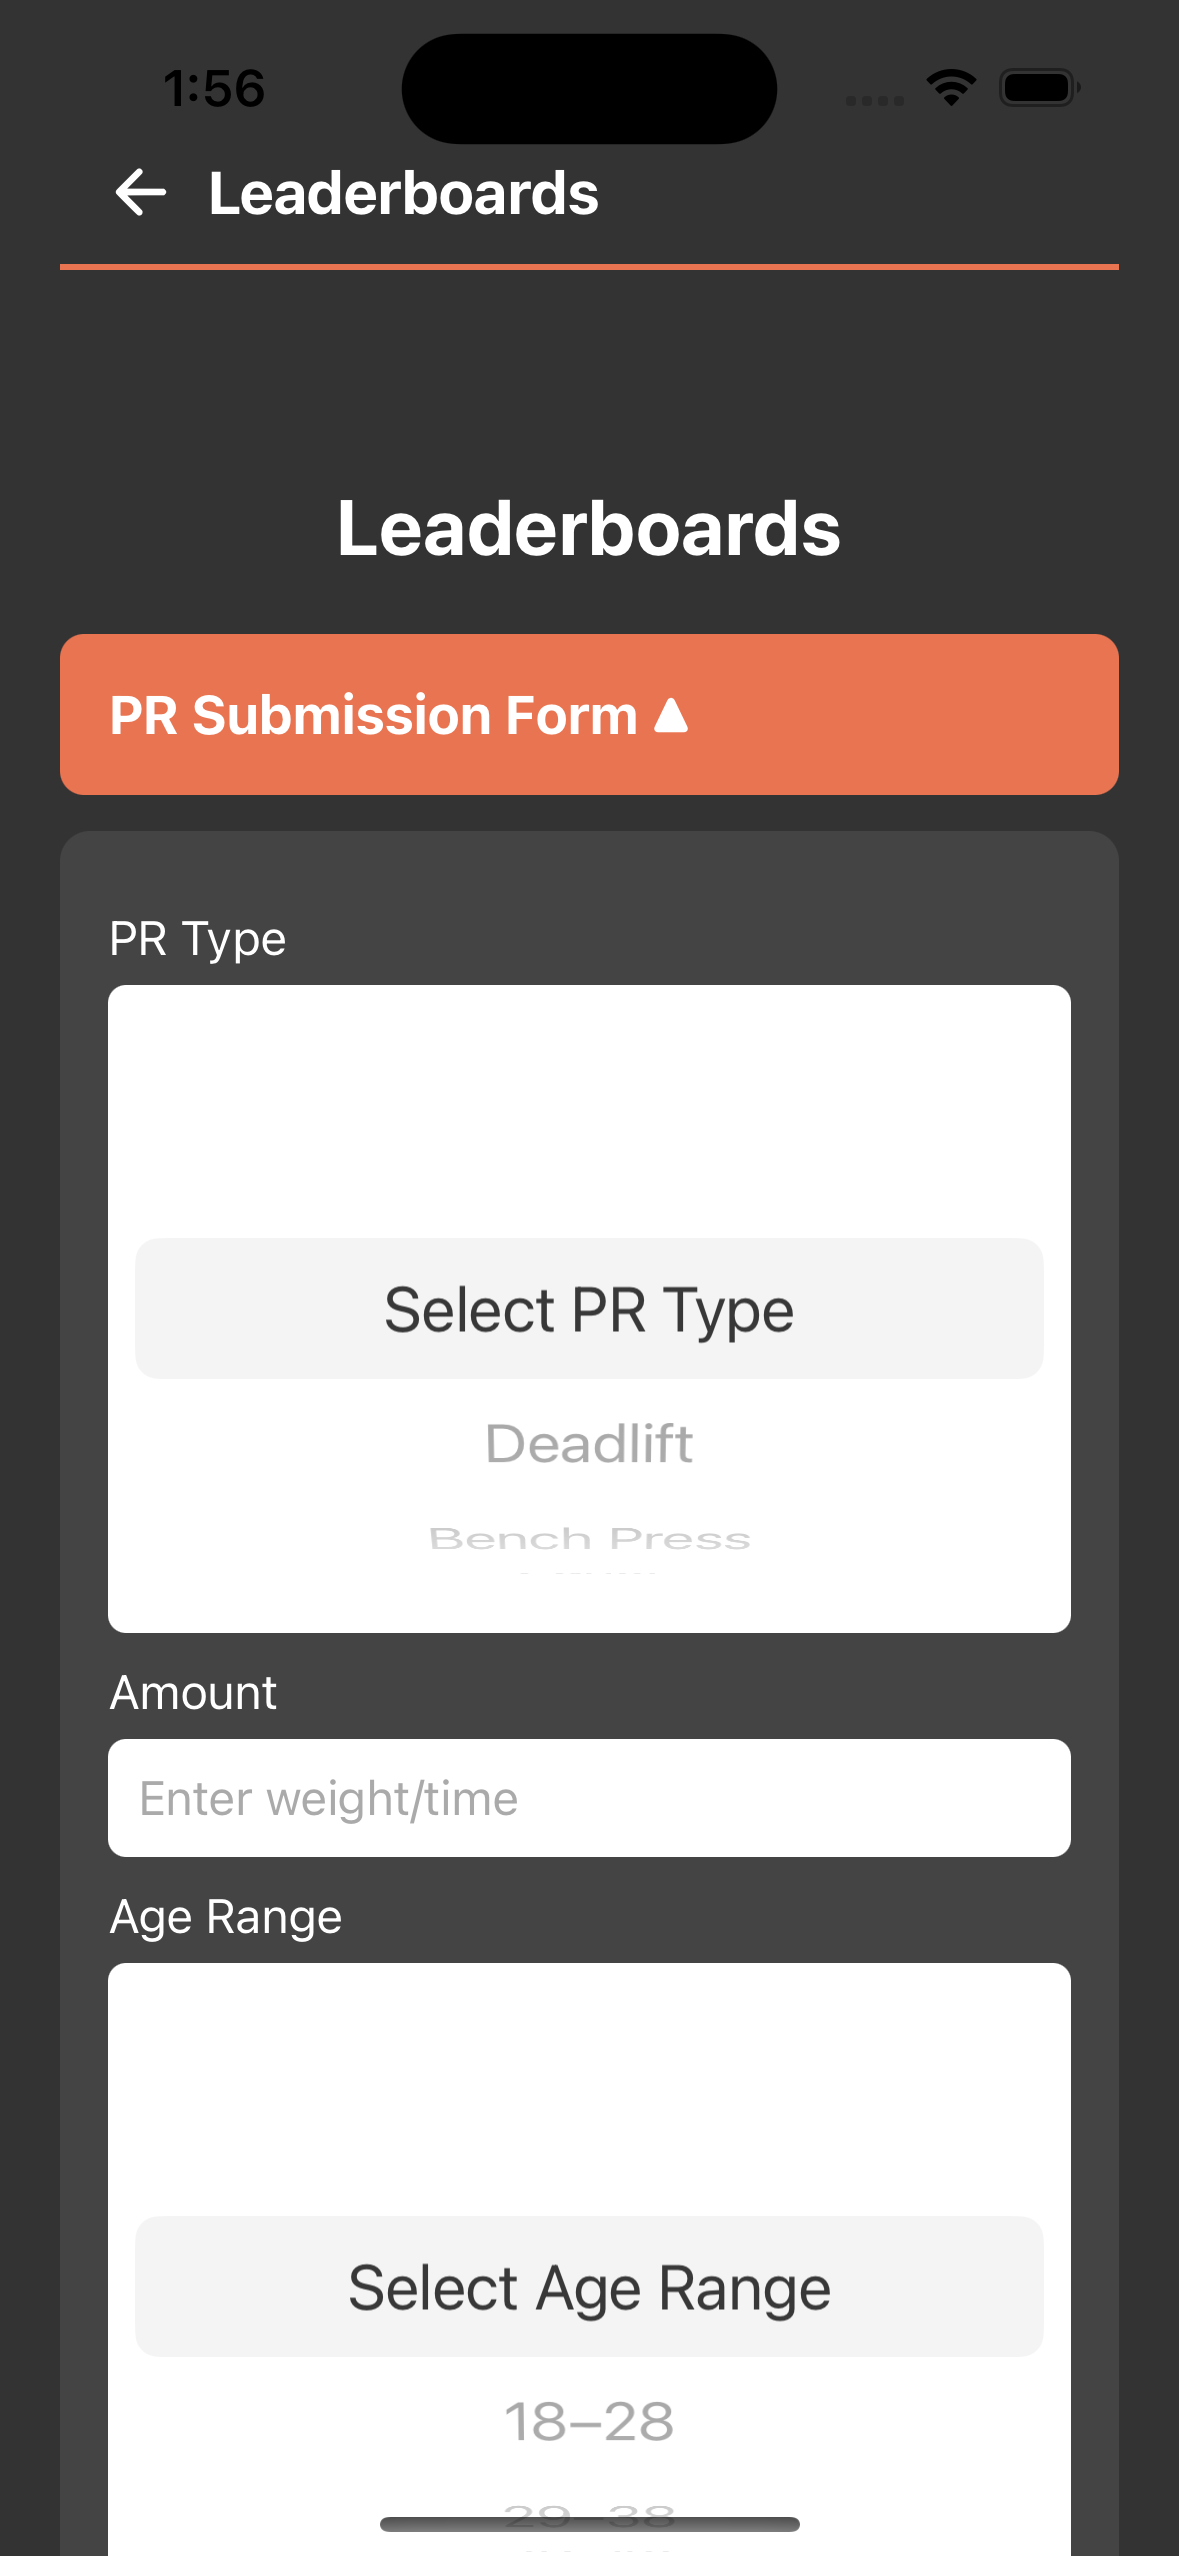 1:56
Leaderboards
Leaderboards
PR Submission Form ▲
PR Type
Select PR Type
Deadlift
Bench Press
Amount
Enter weight/time
Age Range
Select Age Range
18–28
29–38